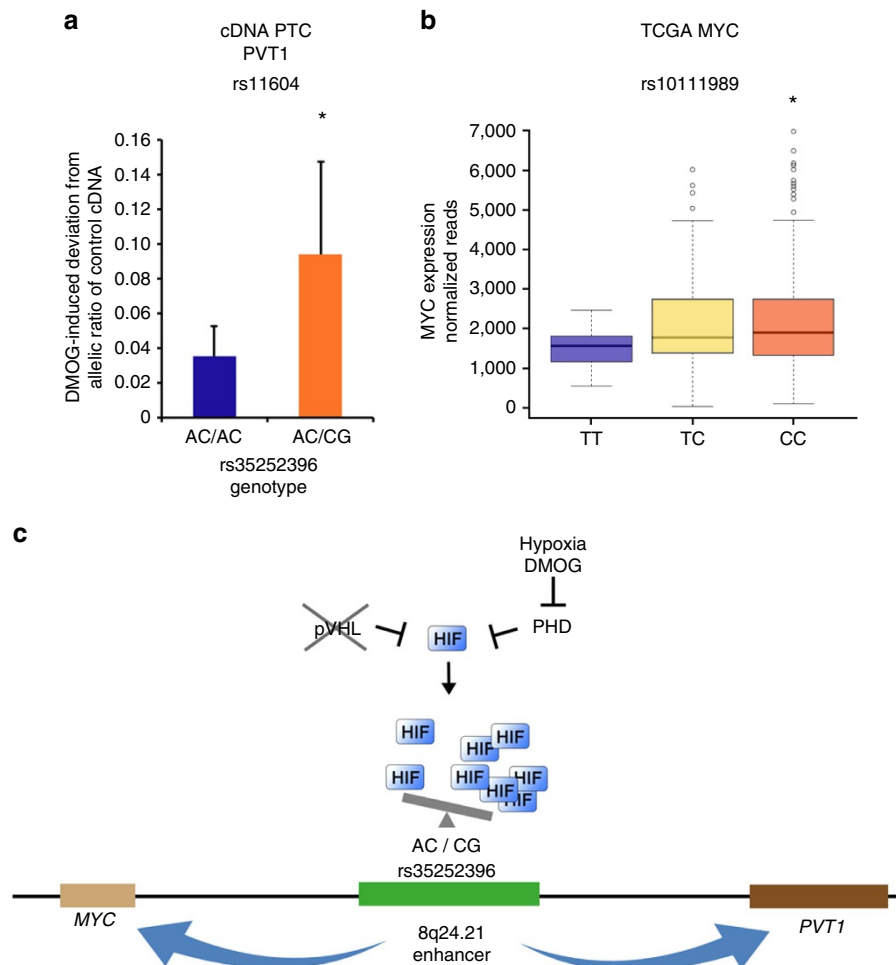 a
cDNA PTC
PVT1
rs11604
*
0.16
0.14
0.12
0.10
0.08
0.06
0.04
0.02
0
DMOG-induced deviation from
allelic ratio of control cDNA
AC/AC
AC/CG
rs35252396
genotype
b
TCGA MYC
rs10111989
*
7,000
6,000
5,000
4,000
3,000
2,000
1,000
0
MYC expression
normalized reads
TT
TC
CC
c
Hypoxia
DMOG
pVHL
HIF
PHD
HIF
HIF
HIF
HIF
HIF
HIF
HIF
HIF
AC / CG
rs35252396
MYC
8q24.21
enhancer
PVT1